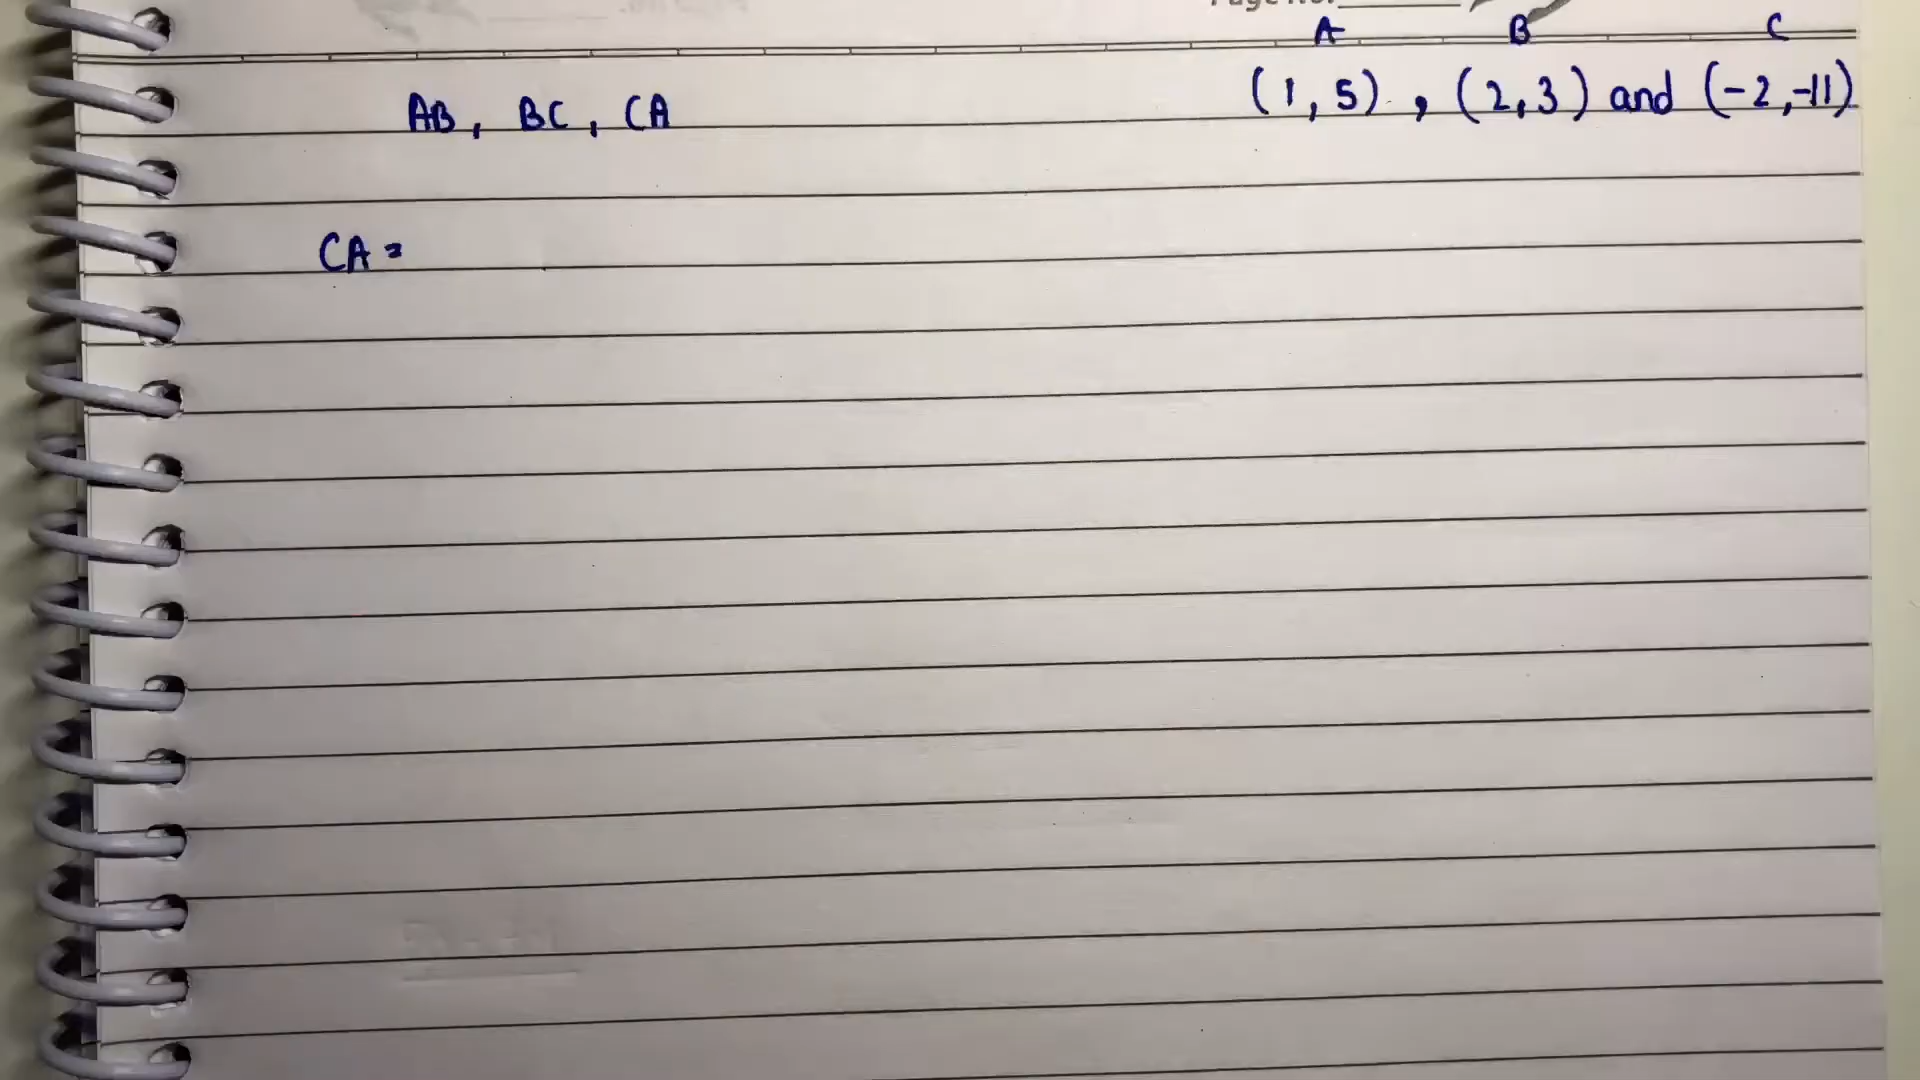 A B C
AB, BC, CA (1,5), (2,3) and (-2,-11)
CA =